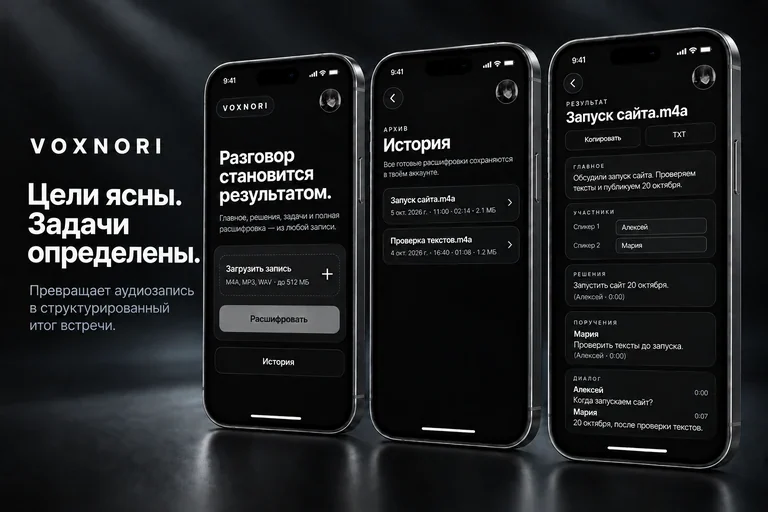 VOXNORI
Цели ясны.
Задачи
определены.
Превращает аудиозапись
в структурированный
итог встречи.
9:41
VOXNORI
Разговор
становится
результатом.
Главное, решения, задачи и полная
расшифровка — из любой записи.
Загрузить запись
M4A, MP3, WAV · до 512 МБ
Расшифровать
История
9:41
АРХИВ
История
Все готовые расшифровки сохраняются
в твоём аккаунте.
Запуск сайта.m4a
5 окт. 2026 г. · 11:00 · 02:14 · 2.1 МБ
Проверка текстов.m4a
4 окт. 2026 г. · 16:40 · 01:08 · 1.2 МБ
9:41
РЕЗУЛЬТАТ
Запуск сайта.m4a
Копировать
TXT
ГЛАВНОЕ
Обсудили запуск сайта. Проверяем
тексты и публикуем 20 октября.
УЧАСТНИКИ
Спикер 1 Алексей
Спикер 2 Мария
РЕШЕНИЯ
Запустить сайт 20 октября.
(Алексей · 0:00)
ПОРУЧЕНИЯ
Мария
Проверить тексты до запуска.
(Алексей · 0:00)
ДИАЛОГ
Алексей 0:00
Когда запускаем сайт?
Мария 0:07
20 октября, после проверки текстов.